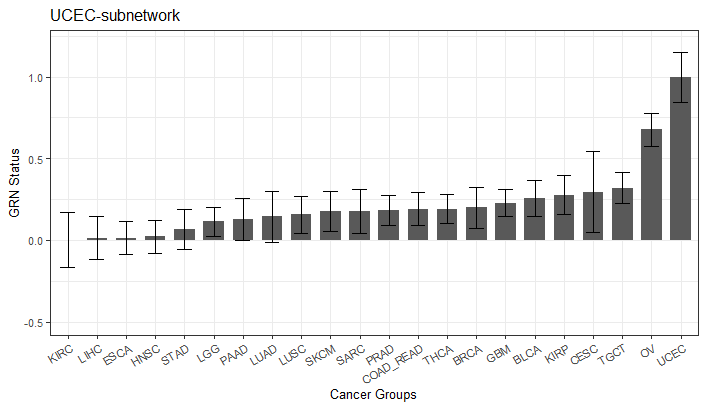 UCEC-subnetwork
GRN Status
1.0
0.5
0.0
-0.5
KIRC LIHC ESCA HNSC STAD LGG PAAD LUAD LUSC SKCM SARC PRAD COAD_READ THCA BRCA GBM BLCA KIRP CESC TGCT OV UCEC
Cancer Groups